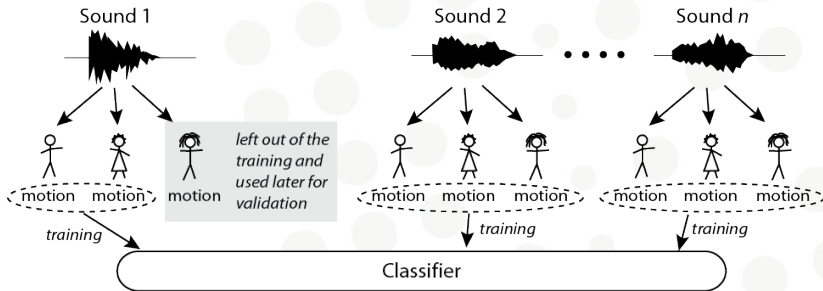 Sound 1
Sound 2
Sound n
left out of the
training and
used later for
validation
motion
motion
motion
motion
motion
motion
motion
motion
motion
training
training
training
Classifier